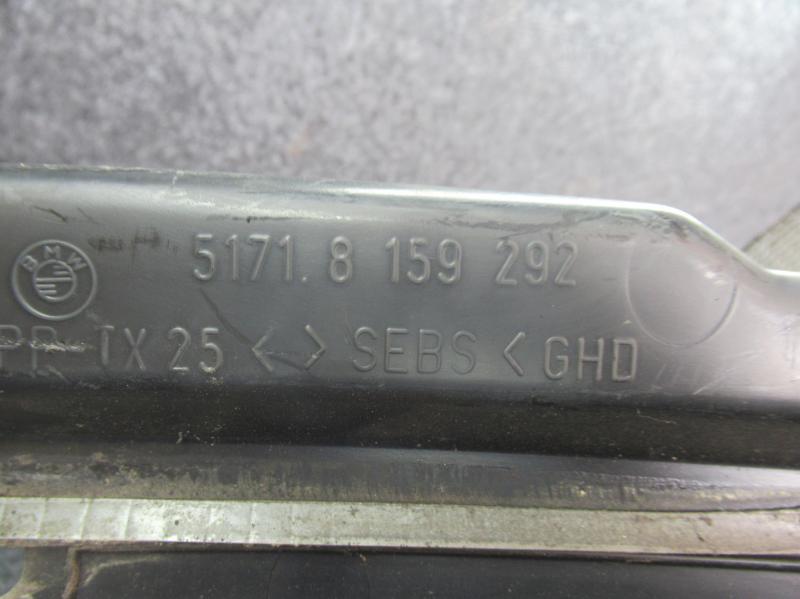 BMW
5171.8 159 292
TX 25 < > SEBS < GHD